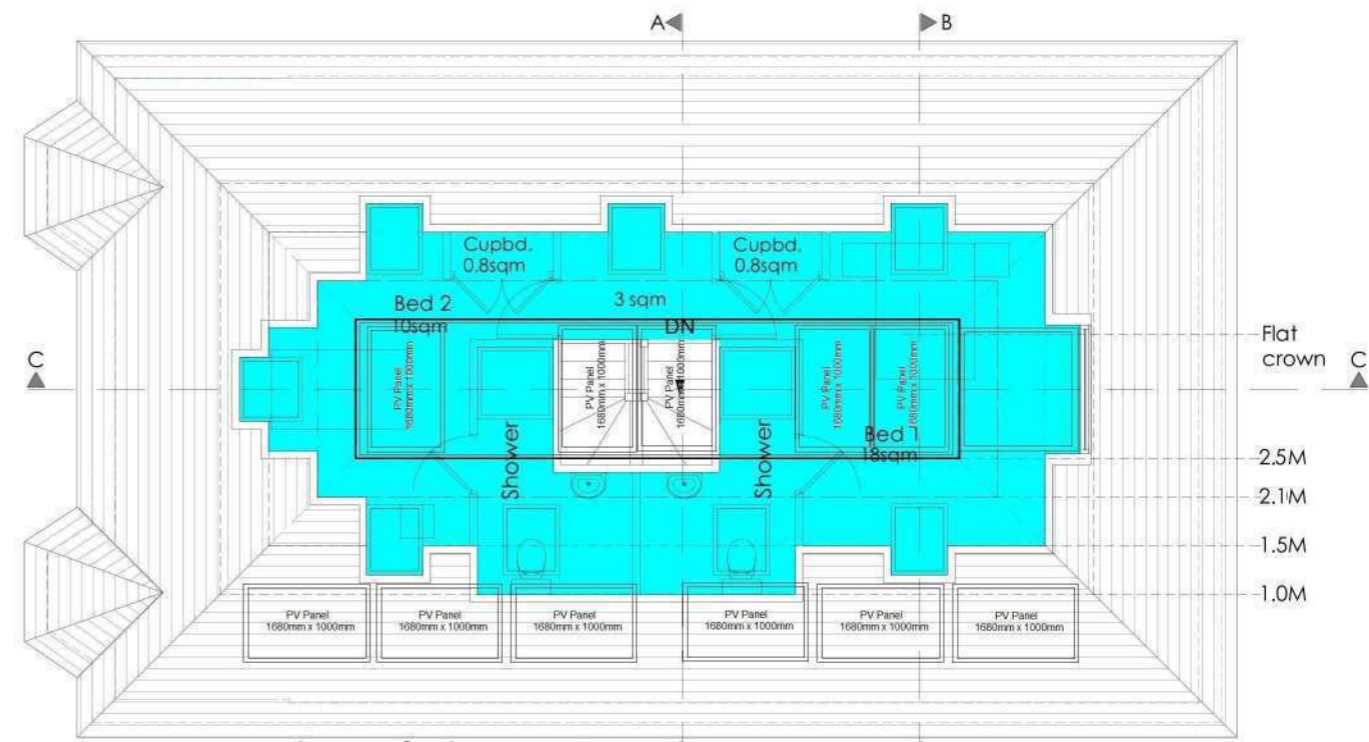 A
B
Cupbd.
0.8sqm
Cupbd.
0.8sqm
3 sqm
Bed 2
10sqm
DN
Flat
crown
C
C
PV Panel
1680mm x 1000mm
PV Panel
1680mm x 1000mm
PV Panel
1680mm x 1000mm
PV Panel
1680mm x 1000mm
PV Panel
1680mm x 1000mm
Bed 1
18sqm
Shower
Shower
2.5M
2.1M
1.5M
1.0M
PV Panel
1680mm x 1000mm
PV Panel
1680mm x 1000mm
PV Panel
1680mm x 1000mm
PV Panel
1680mm x 1000mm
PV Panel
1680mm x 1000mm
PV Panel
1680mm x 1000mm